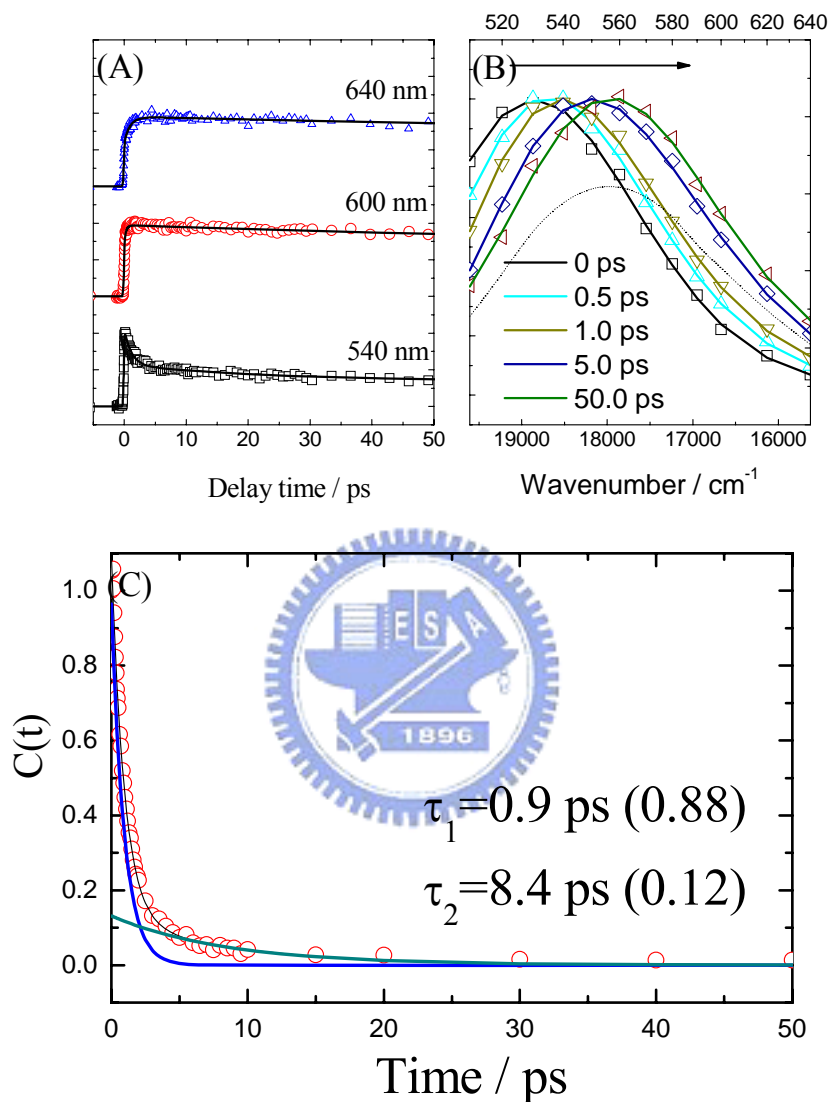 520 540 560 580 600 620 640
(A)
640 nm
600 nm
540 nm
0 10 20 30 40 50
Delay time / ps
(B)
0 ps
0.5 ps
1.0 ps
5.0 ps
50.0 ps
19000 18000 17000 16000
Wavenumber / cm⁻¹
(C)
1.0
0.8
0.6
0.4
0.2
0.0
C(t)
E S A
1896
τ₁=0.9 ps (0.88)
τ₂=8.4 ps (0.12)
0 10 20 30 40 50
Time / ps